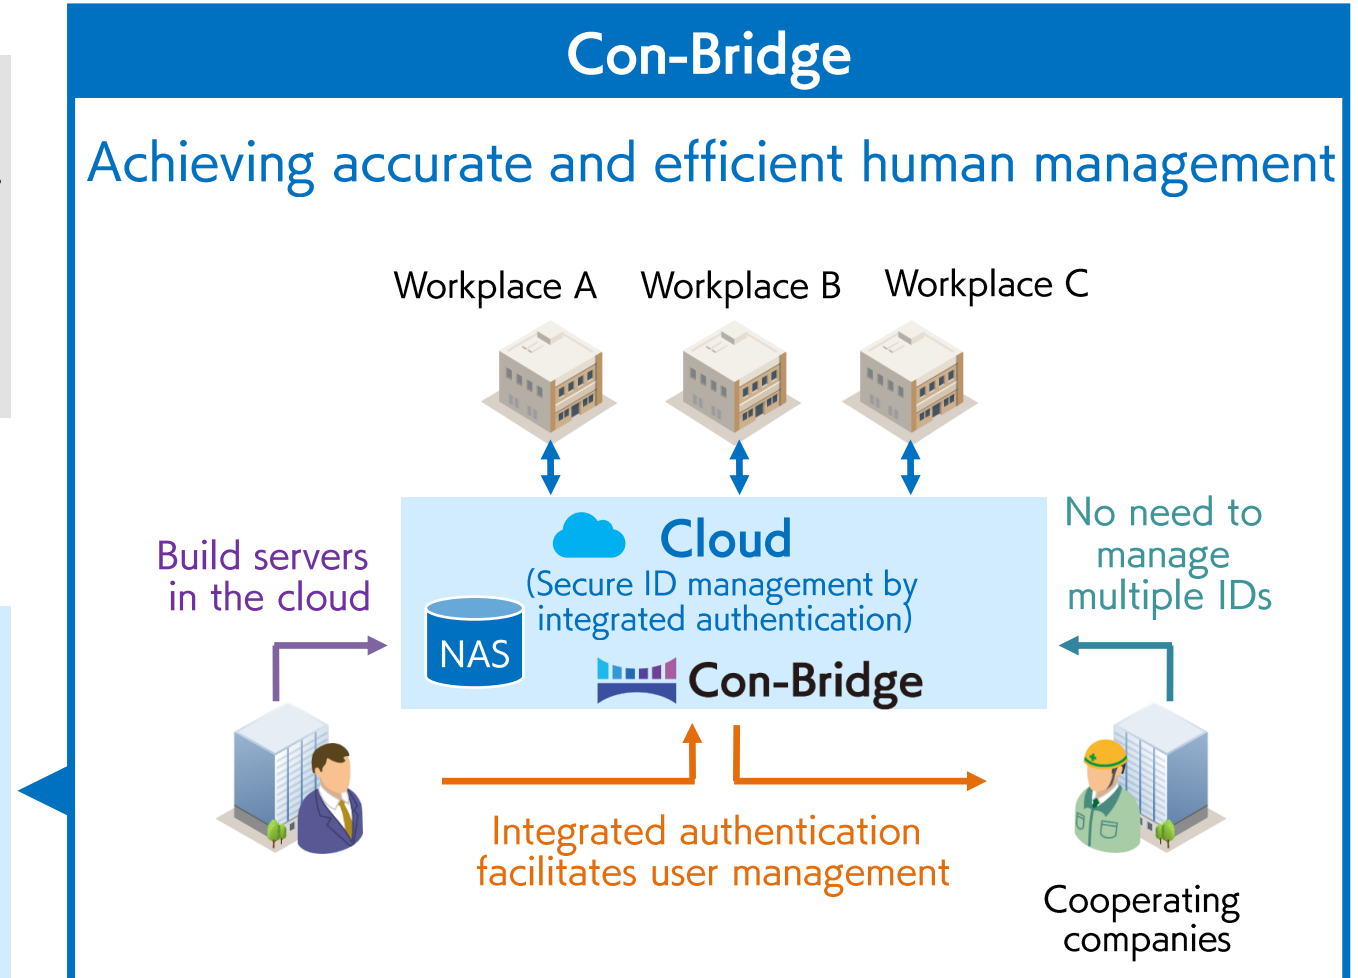 Con-Bridge
Achieving accurate and efficient human management
Workplace A
Workplace B
Workplace C
Build servers
in the cloud
Cloud
(Secure ID management by
integrated authentication)
NAS
Con-Bridge
No need to
manage
multiple IDs
Integrated authentication
facilitates user management
Cooperating
companies